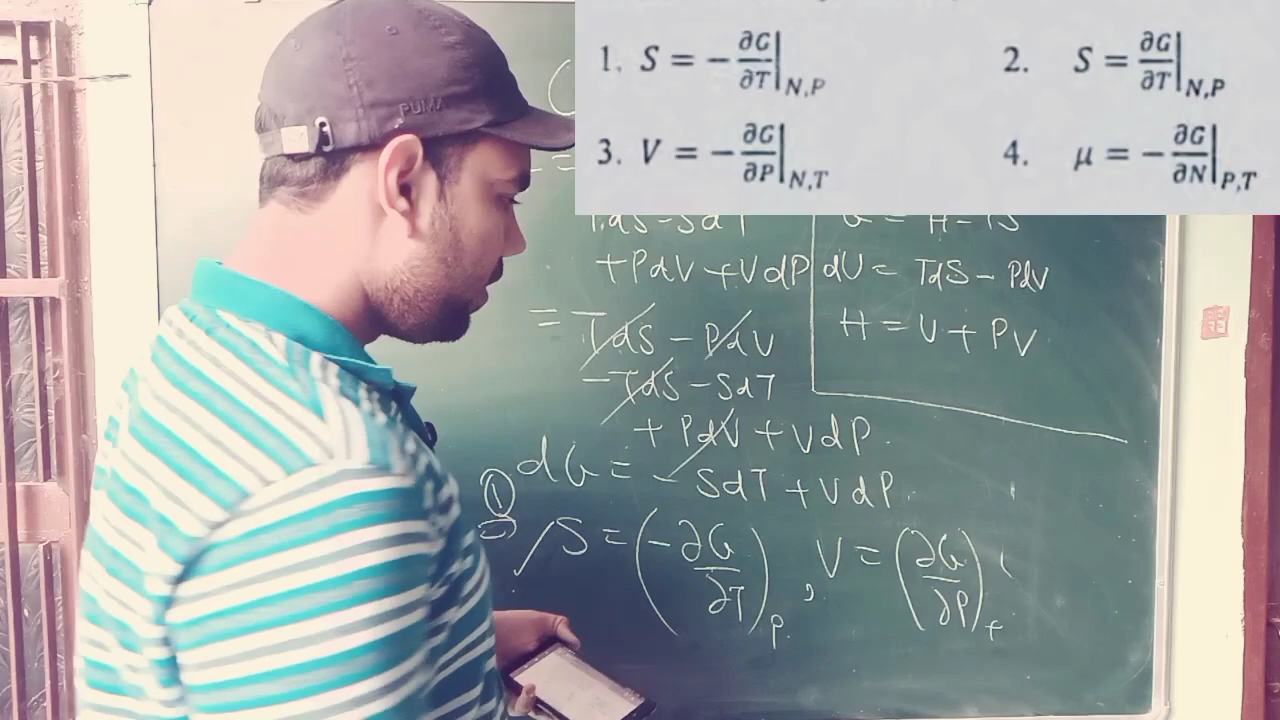 1. S = -∂G/∂T|N,P
2. S = ∂G/∂T|N,P
3. V = -∂G/∂P|N,T
4. μ = -∂G/∂N|P,T
PUMA
TdS - SdT
+ PdV + VdP
= TdS - PdV
- TdS - SdT
+ PdV + VdP
dG = - SdT + VdP
① ⇒ S = (-∂G/∂T)P, V = (∂G/∂P)T
G = H - TS
dU = TdS - PdV
H = U + PV